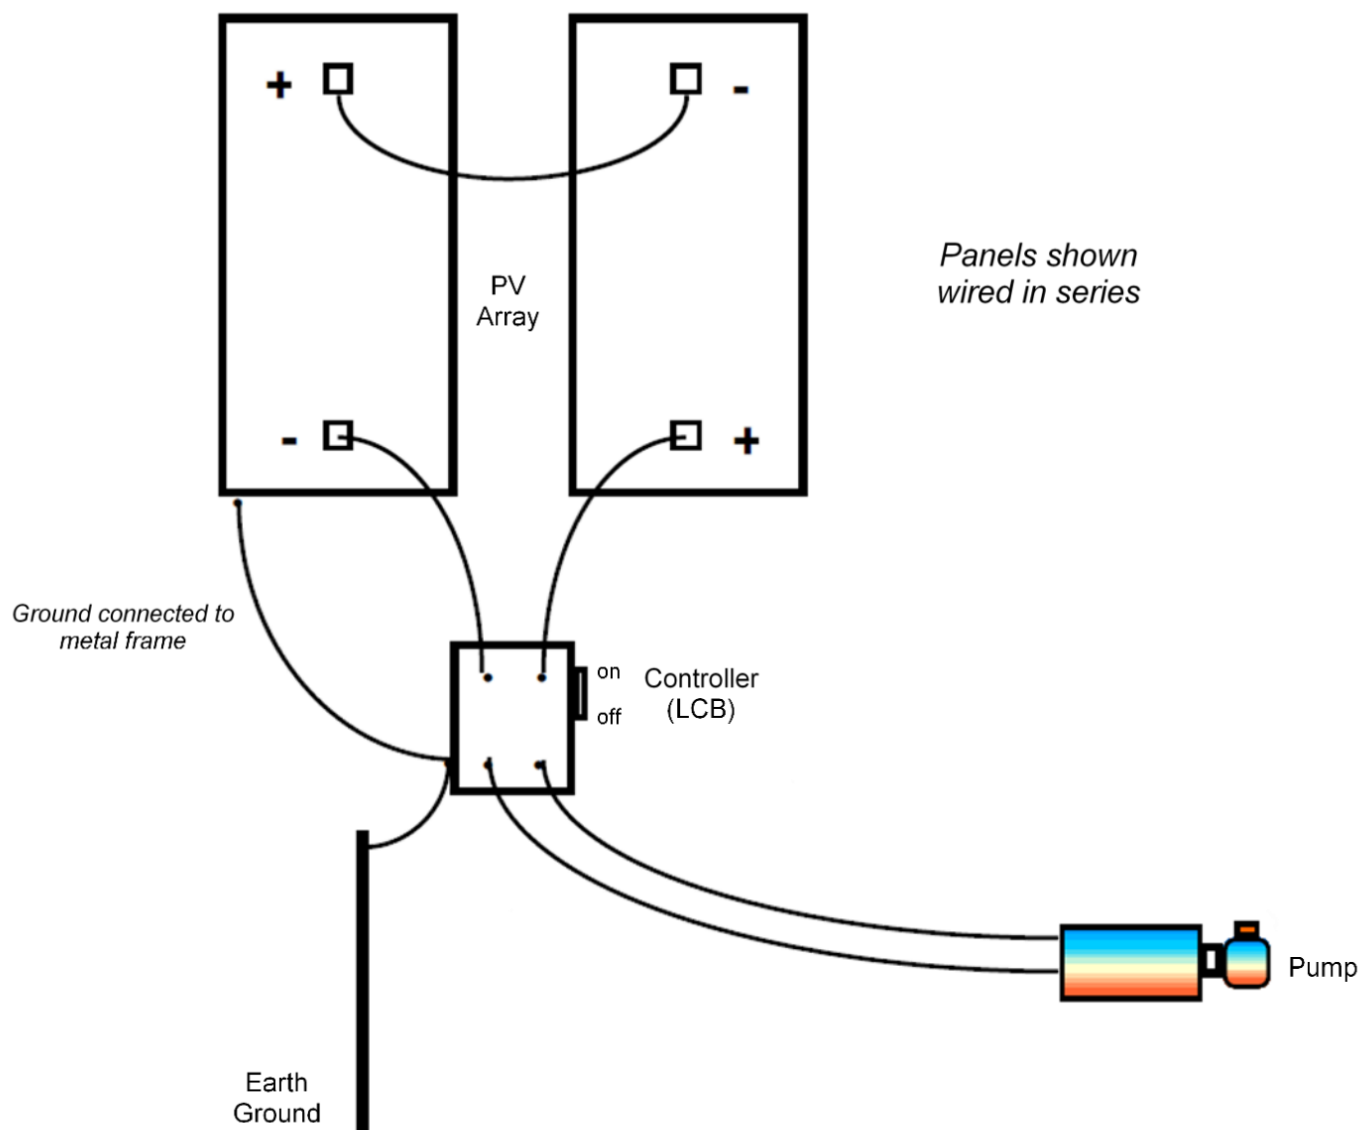 +
-
Panels shown
wired in series
PV
Array
-
+
Ground connected to
metal frame
on
off
Controller
(LCB)
Pump
Earth
Ground